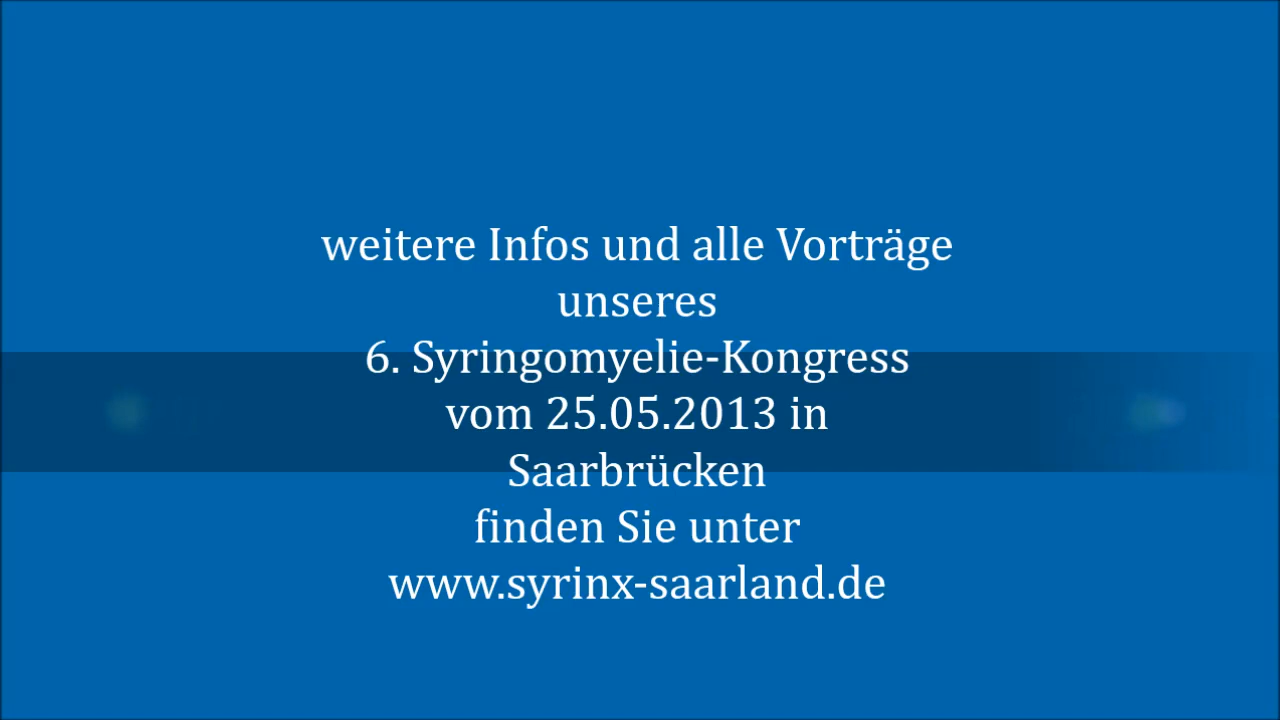 weitere Infos und alle Vorträge
unseres
6. Syringomyelie-Kongress
vom 25.05.2013 in
Saarbrücken
finden Sie unter
www.syrinx-saarland.de